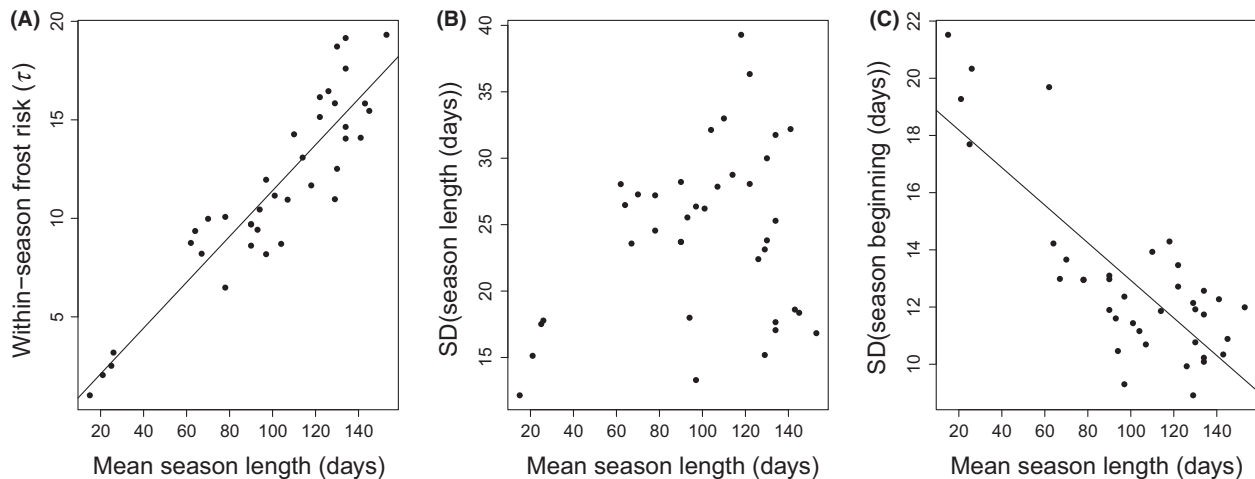 (A)
Within−season frost risk (τ)
20
15
10
5
20 40 60 80 100 120 140
Mean season length (days)
(B)
SD(season length (days))
40
35
30
25
20
15
20 40 60 80 100 120 140
Mean season length (days)
(C)
SD(season beginning (days))
22
20
18
16
14
12
10
20 40 60 80 100 120 140
Mean season length (days)